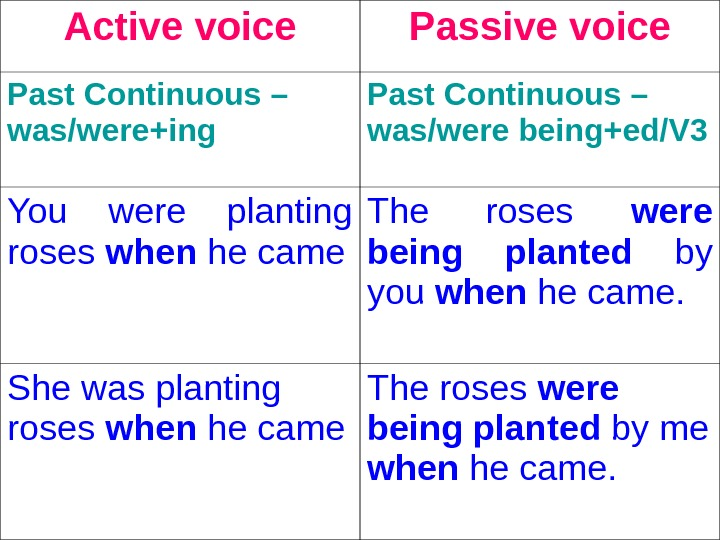 Active voice
Passive voice
Past Continuous –
was/were+ing
Past Continuous –
was/were being+ed/V3
You were planting
roses when he came
The roses were
being planted by
you when he came.
She was planting
roses when he came
The roses were
being planted by me
when he came.